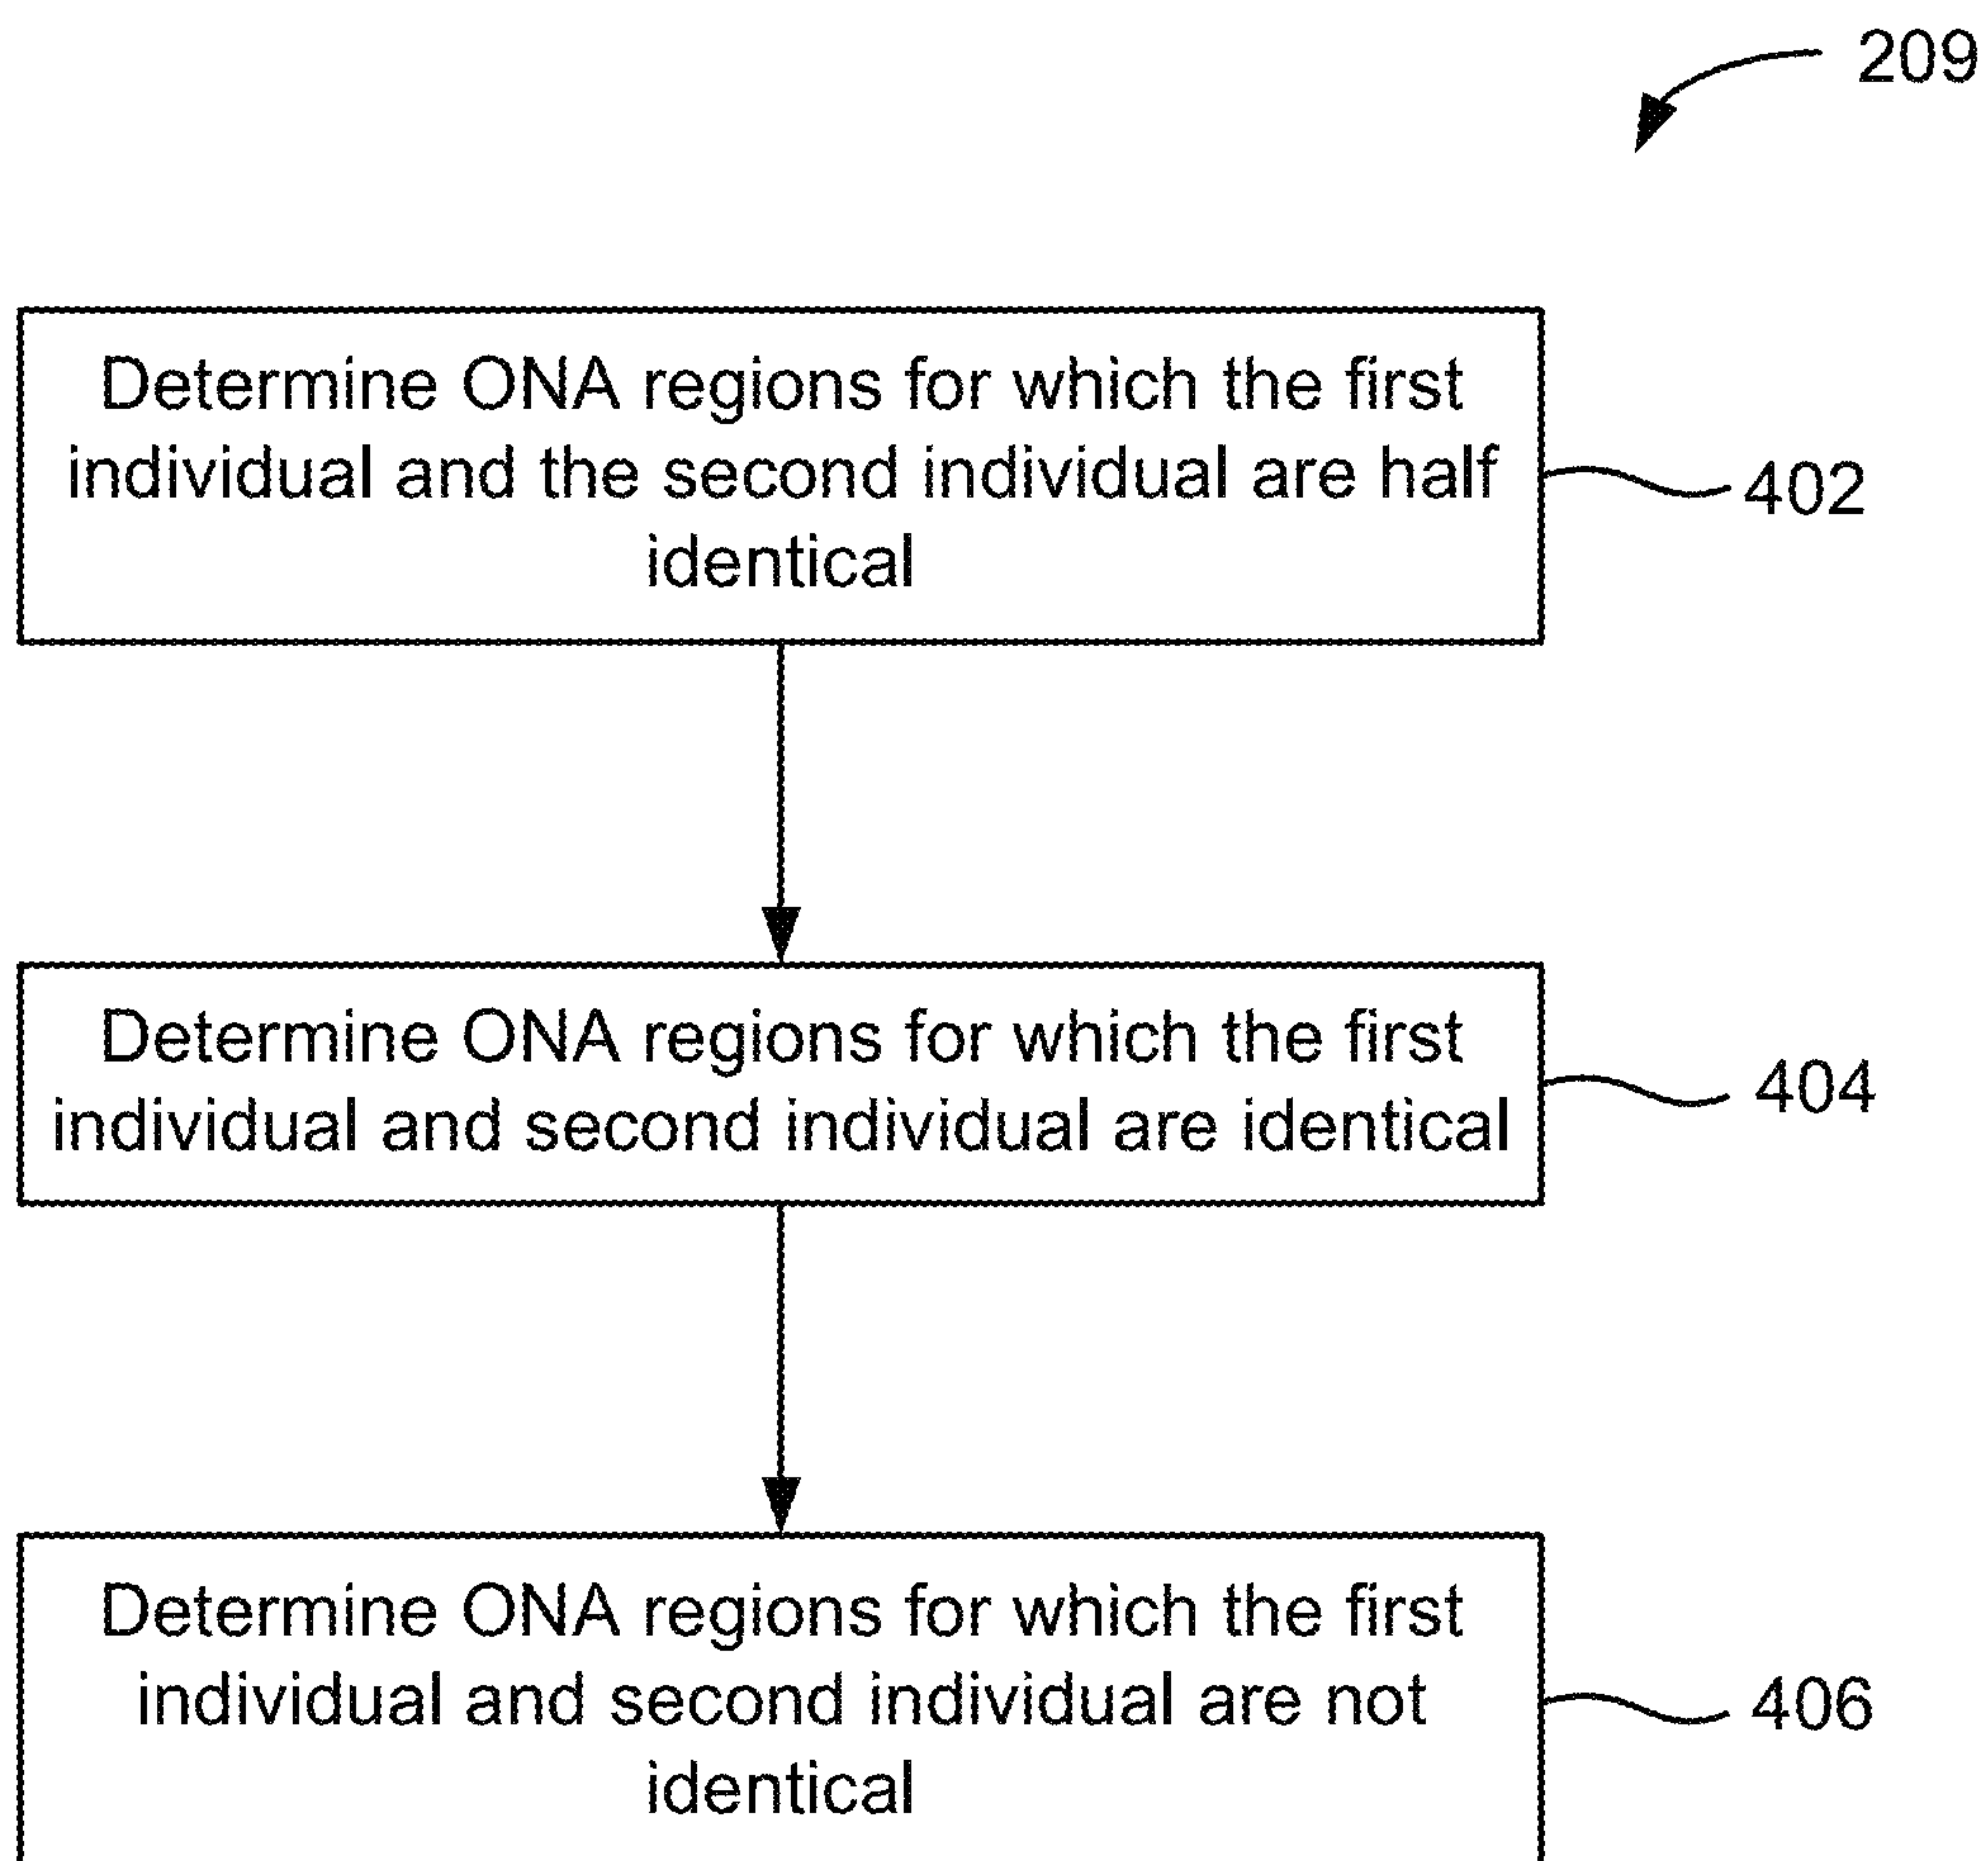 209
Determine ONA regions for which the first
individual and the second individual are half
identical
402
Determine ONA regions for which the first
individual and second individual are identical
404
Determine ONA regions for which the first
individual and second individual are not
identical
406